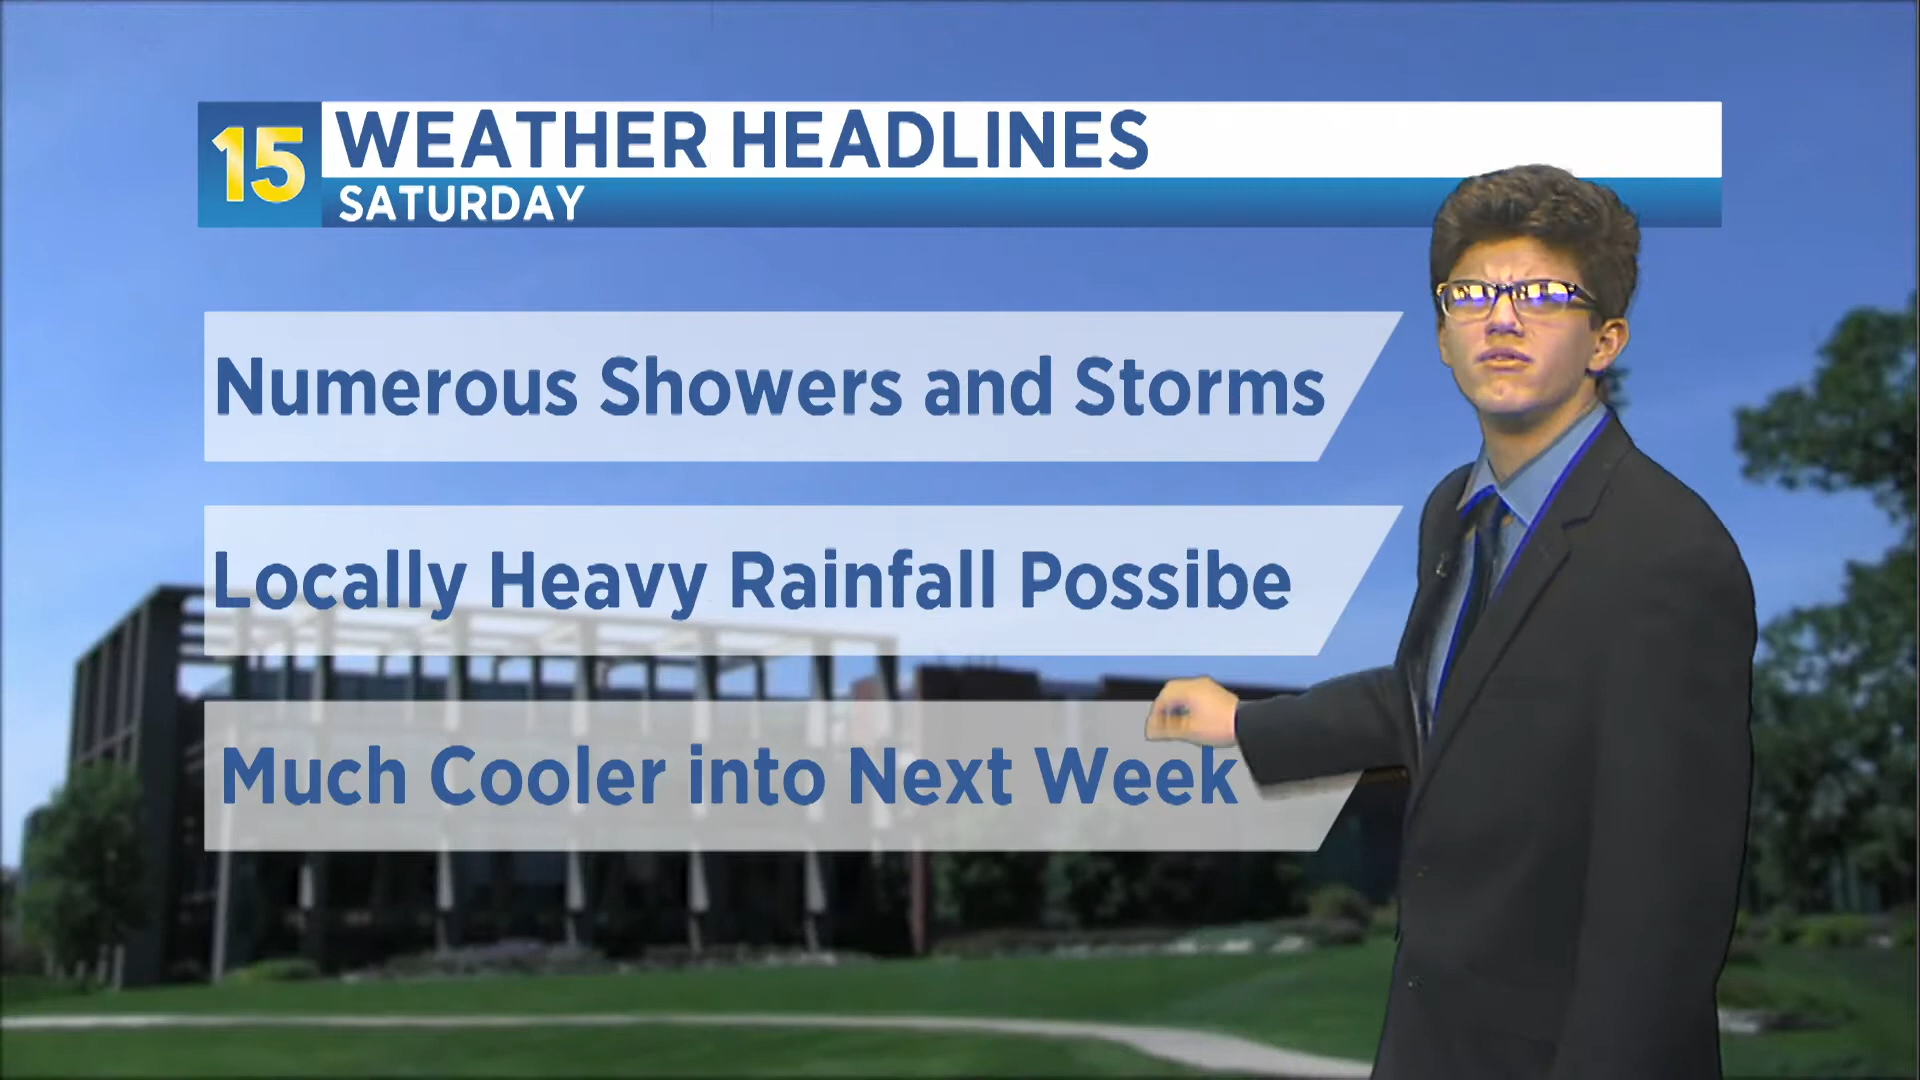 15 WEATHER HEADLINES
SATURDAY
Numerous Showers and Storms
Locally Heavy Rainfall Possibe
Much Cooler into Next Week